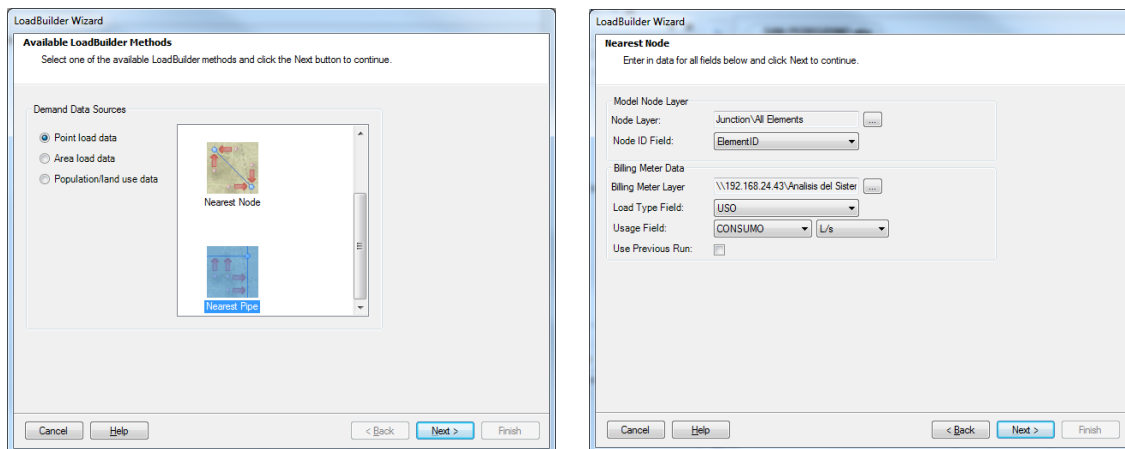 LoadBuilder Wizard
Available LoadBuilder Methods
Select one of the available LoadBuilder methods and click the Next button to continue.
Demand Data Sources
Point load data
Area load data
Population/land use data
Nearest Node
Nearest Pipe
Cancel Help < Back Next > Finish
LoadBuilder Wizard
Nearest Node
Enter in data for all fields below and click Next to continue.
Model Node Layer
Node Layer: Junction\All Elements ...
Node ID Field: ElementID
Billing Meter Data
Billing Meter Layer \\192.168.24.43\Analisis del Sister ...
Load Type Field: USO
Usage Field: CONSUMO L/s
Use Previous Run:
Cancel Help < Back Next > Finish